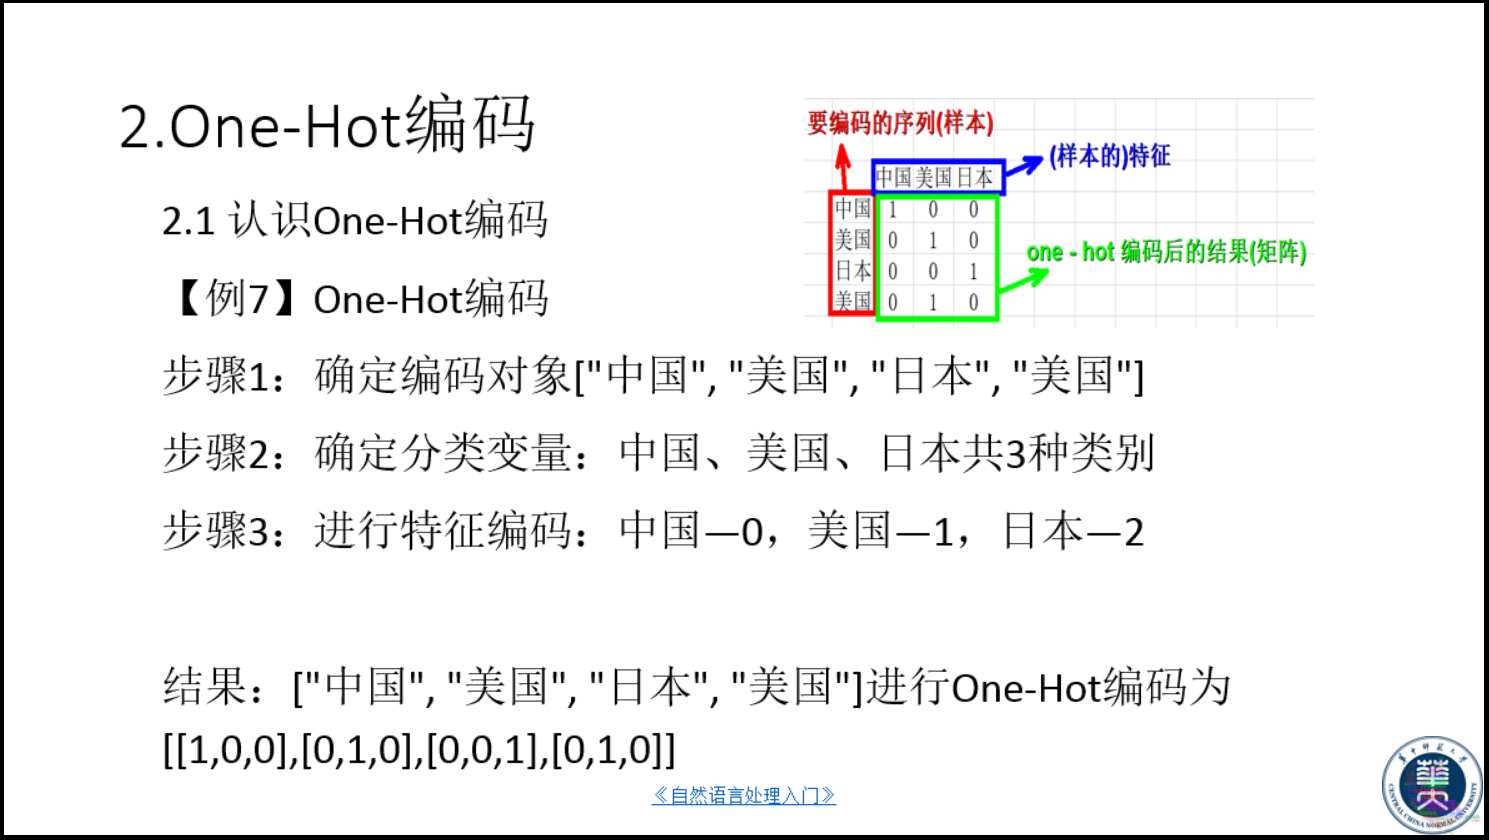 2.One-Hot编码
要编码的序列(样本)
(样本的)特征
中国 美国 日本
中国 1 0 0
美国 0 1 0
日本 0 0 1
美国 0 1 0
one - hot 编码后的结果(矩阵)
2.1 认识One-Hot编码
【例7】One-Hot编码
步骤1：确定编码对象["中国", "美国", "日本", "美国"]
步骤2：确定分类变量：中国、美国、日本共3种类别
步骤3：进行特征编码：中国—0，美国—1，日本—2
结果：["中国", "美国", "日本", "美国"]进行One-Hot编码为
[[1,0,0],[0,1,0],[0,0,1],[0,1,0]]
《自然语言处理入门》
华中师范大学
CENTRAL CHINA NORMAL UNIVERSITY